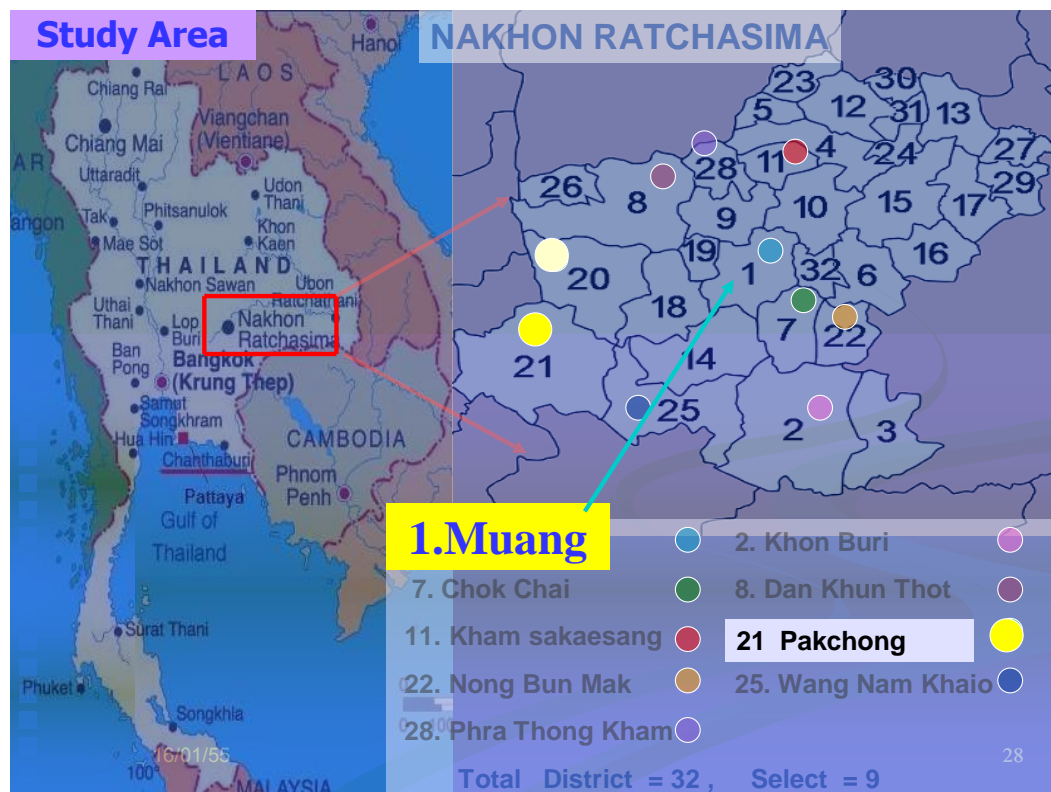 Study Area
NAKHON RATCHASIMA
Hanoi
LAOS
Chiang Rai
Viangchan
(Vientiane)
Chiang Mai
AR
Uttaradit
Udon
Thani
Tak
Phitsanulok
Khon
Kaen
angon
Mae Sot
THAILAND
Nakhon Sawan
Ubon
Ratchathani
Uthai
Thani
Lop
Buri
Nakhon
Ratchasima
Ban
Pong
Bangkok
(Krung Thep)
Samut
Songkhram
Hua Hin
CAMBODIA
Chanthaburi
Phnom
Penh
Pattaya
Gulf of
Thailand
Surat Thani
Phuket
Songkhla
16/01/55
100°
MALAYSIA
23 30
5 12 31 13
11 4 24 27
26 28 29
8 9 10 15 17
19 16
20 1 32 6
18 7 22
21 14
25 2 3
1.Muang
2. Khon Buri
7. Chok Chai
8. Dan Khun Thot
11. Kham sakaesang
21 Pakchong
22. Nong Bun Mak
25. Wang Nam Khaio
28. Phra Thong Kham
28
Total District = 32 , Select = 9